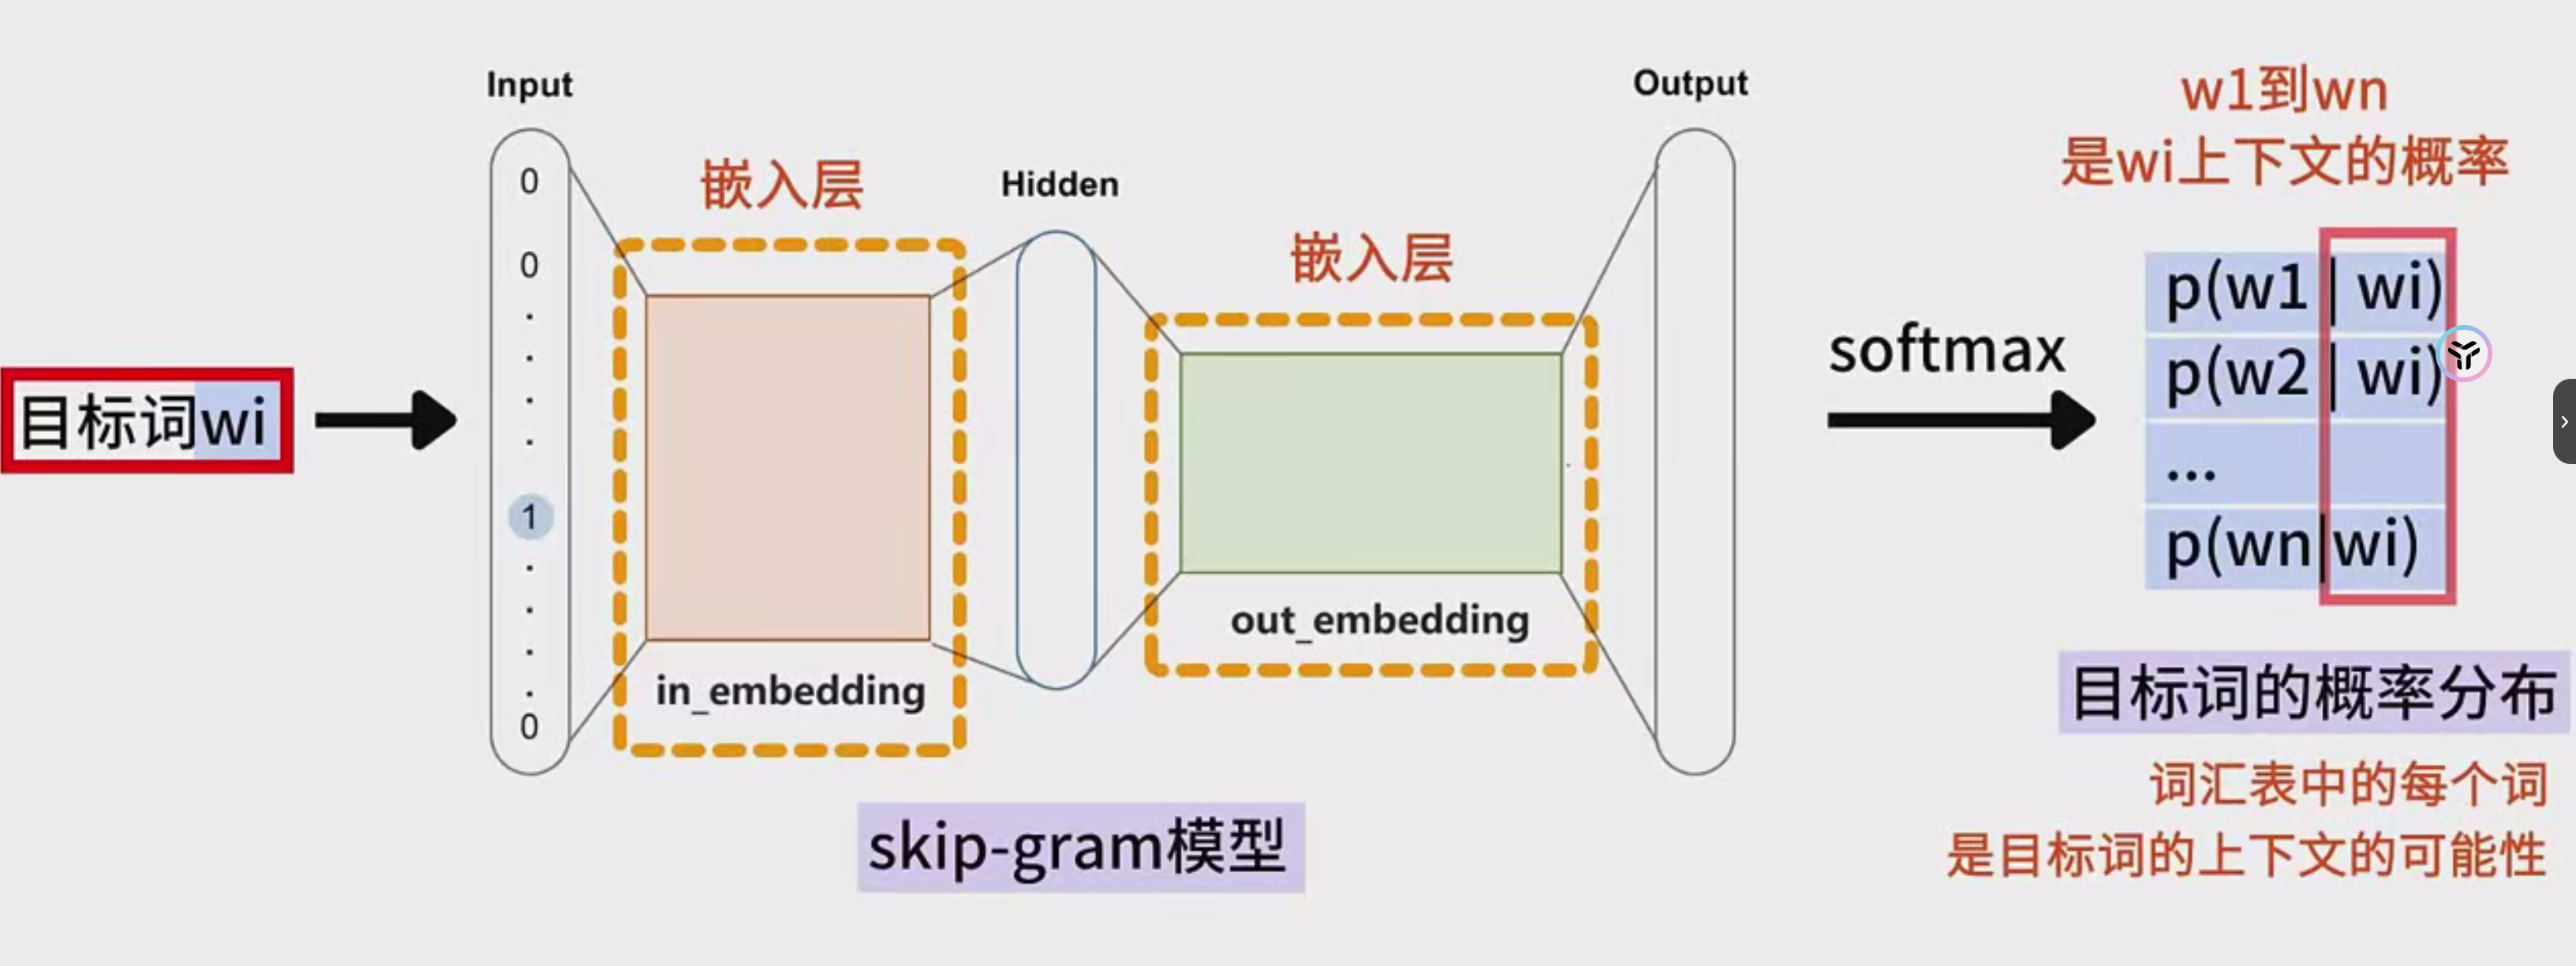 Input
0
0
.
.
.
.
1
.
.
.
.
0
目标词wi
嵌入层
in_embedding
Hidden
嵌入层
out_embedding
Output
skip-gram模型
softmax
w1到wn
是wi上下文的概率
p(w1 | wi)
p(w2 | wi)
...
p(wn|wi)
目标词的概率分布
词汇表中的每个词
是目标词的上下文的可能性